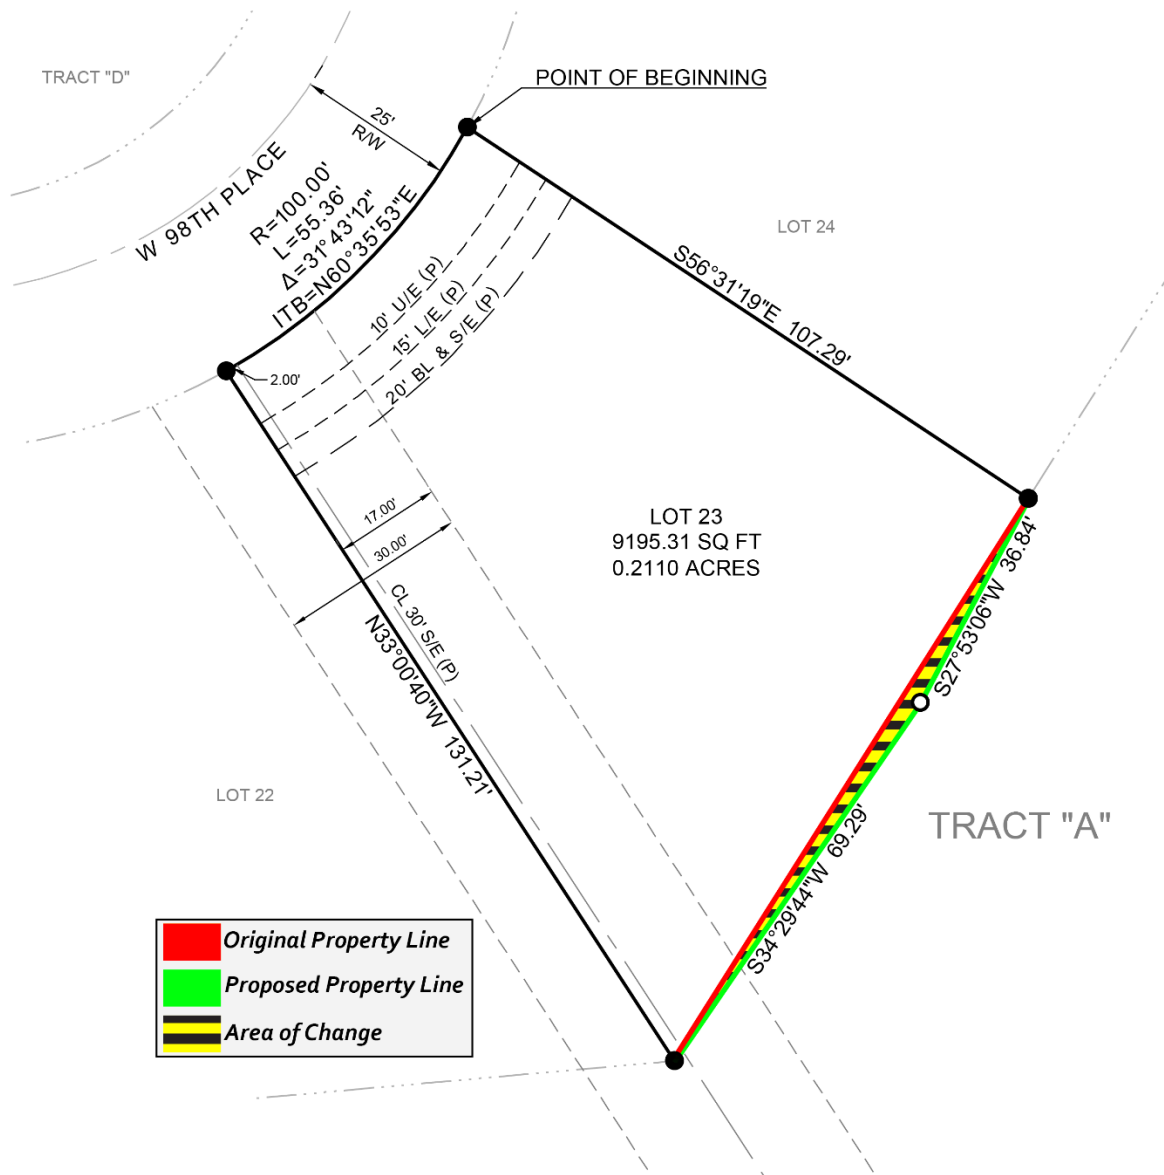 TRACT "D"
POINT OF BEGINNING
25'
R/W
W 98TH PLACE
R=100.00'
L=55.36'
Δ=31°43'12"
ITB=N60°35'53"E
LOT 24
S56°31'19"E 107.29'
10' U/E (P)
15' L/E (P)
20' BL & S/E (P)
2.00'
17.00'
30.00'
CL 30' S/E (P)
N33°00'40"W 131.21'
LOT 23
9195.31 SQ FT
0.2110 ACRES
S27°53'06"W 36.84'
S34°29'44"W 69.29'
LOT 22
TRACT "A"
Original Property Line
Proposed Property Line
Area of Change